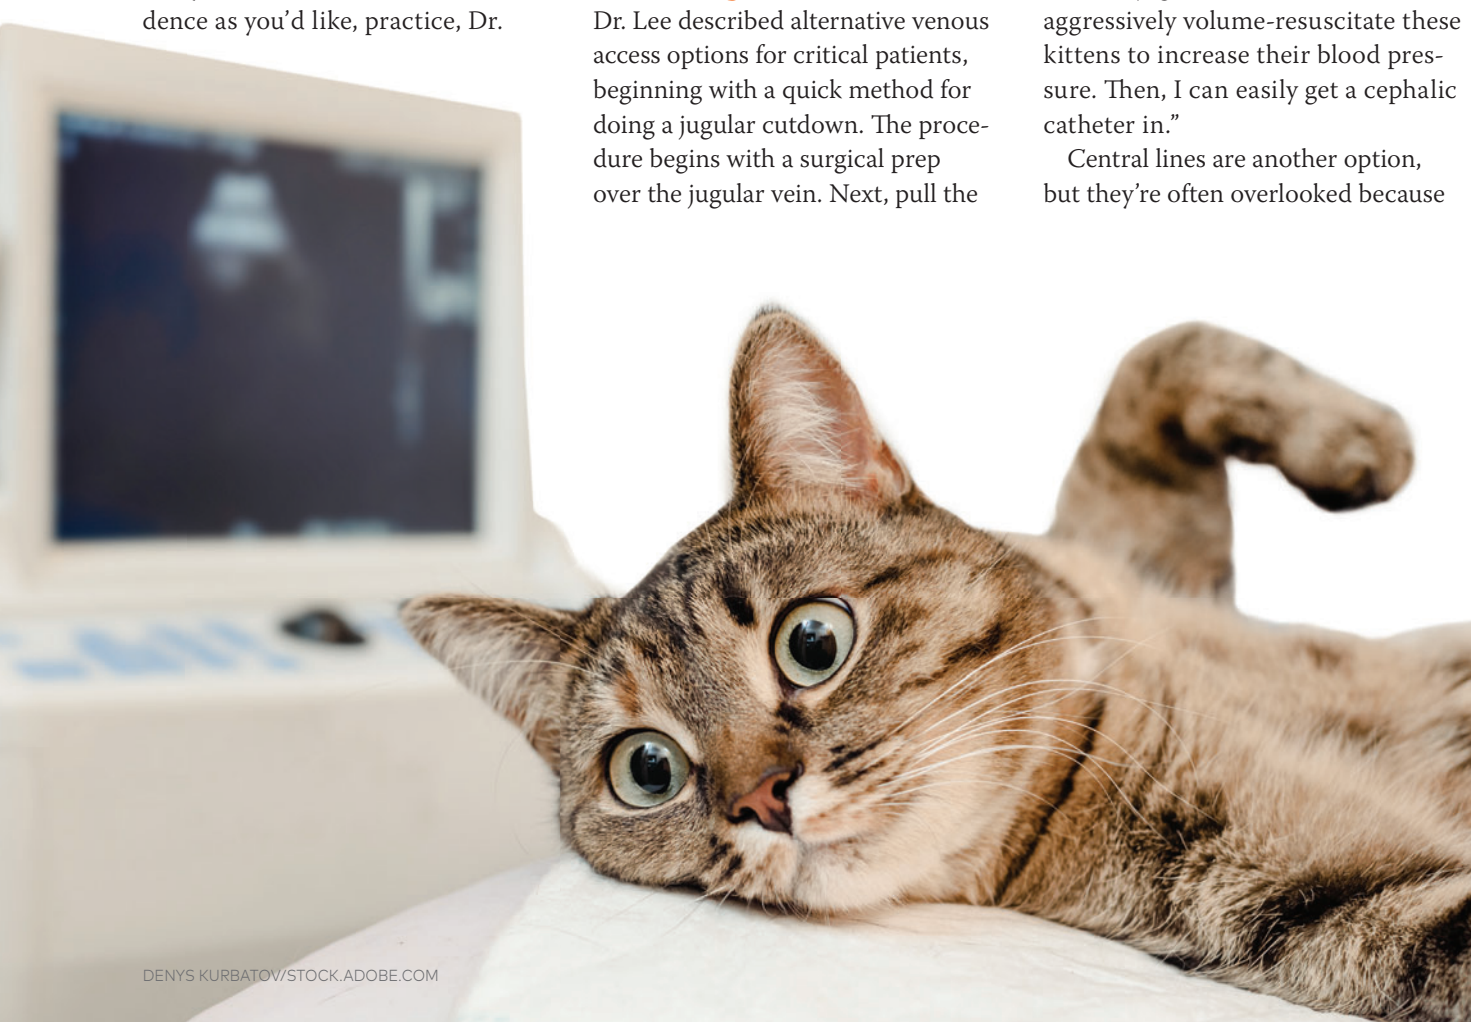 dence as you’d like, practice, Dr.
Dr. Lee described alternative venous
access options for critical patients,
beginning with a quick method for
doing a jugular cutdown. The proce-
dure begins with a surgical prep
over the jugular vein. Next, pull the
aggressively volume-resuscitate these
kittens to increase their blood pres-
sure. Then, I can easily get a cephalic
catheter in.”
Central lines are another option,
but they’re often overlooked because
DENYS KURBATOV/STOCK.ADOBE.COM